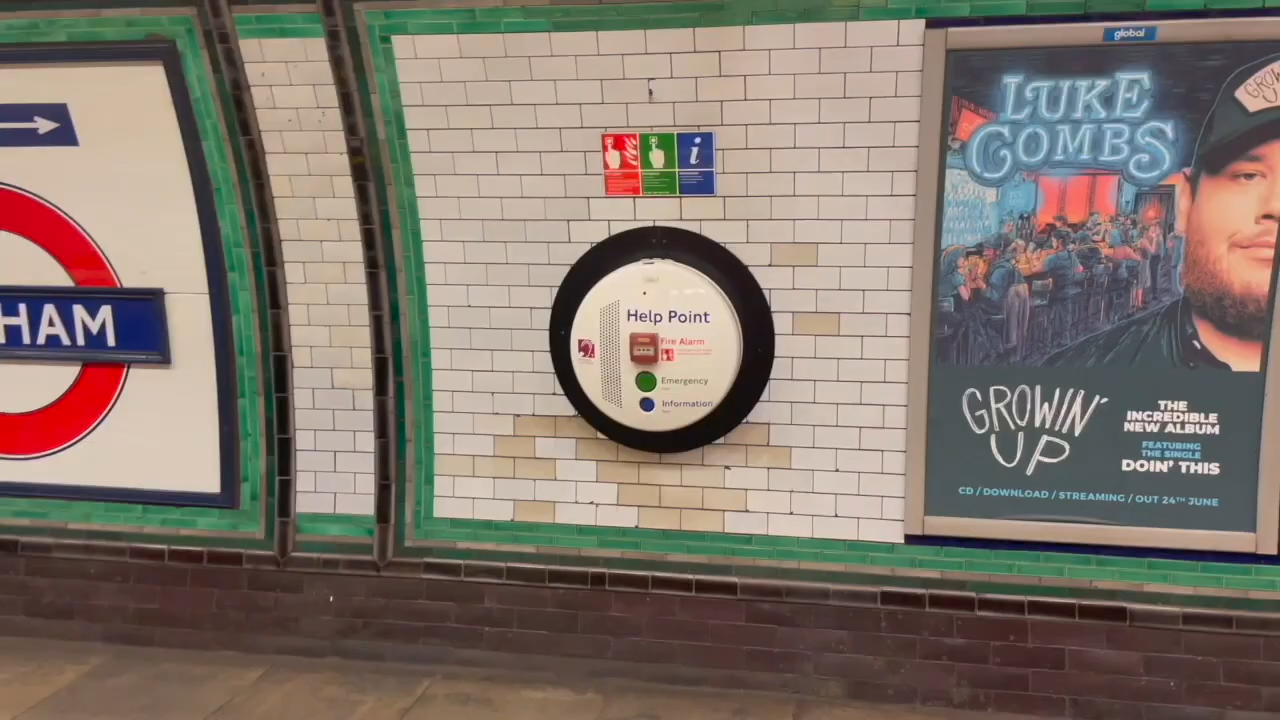 HAM
Help Point
Fire Alarm
Emergency
Information
global
LUKE
COMBS
GROWIN'
UP
THE
INCREDIBLE
NEW ALBUM
FEATURING
THE SINGLE
DOIN' THIS
CD / DOWNLOAD / STREAMING / OUT 24TH JUNE